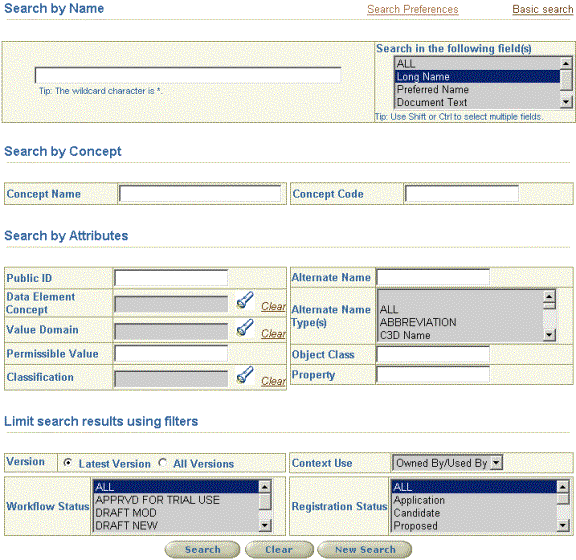 Search by Name
Search Preferences
Basic search
Search in the following field(s)
ALL
Long Name
Preferred Name
Document Text
Tip: The wildcard character is *.
Tip: Use Shift or Ctrl to select multiple fields.
Search by Concept
Concept Name
Concept Code
Search by Attributes
Public ID
Data Element
Concept
Clear
Value Domain
Clear
Permissible Value
Classification
Clear
Alternate Name
Alternate Name
Type(s)
ALL
ABBREVIATION
C3D Name
Object Class
Property
Limit search results using filters
Version
Latest Version
All Versions
Context Use
Owned By/Used By
Workflow Status
ALL
APPRVD FOR TRIAL USE
DRAFT MOD
DRAFT NEW
Registration Status
ALL
Application
Candidate
Proposed
Search
Clear
New Search